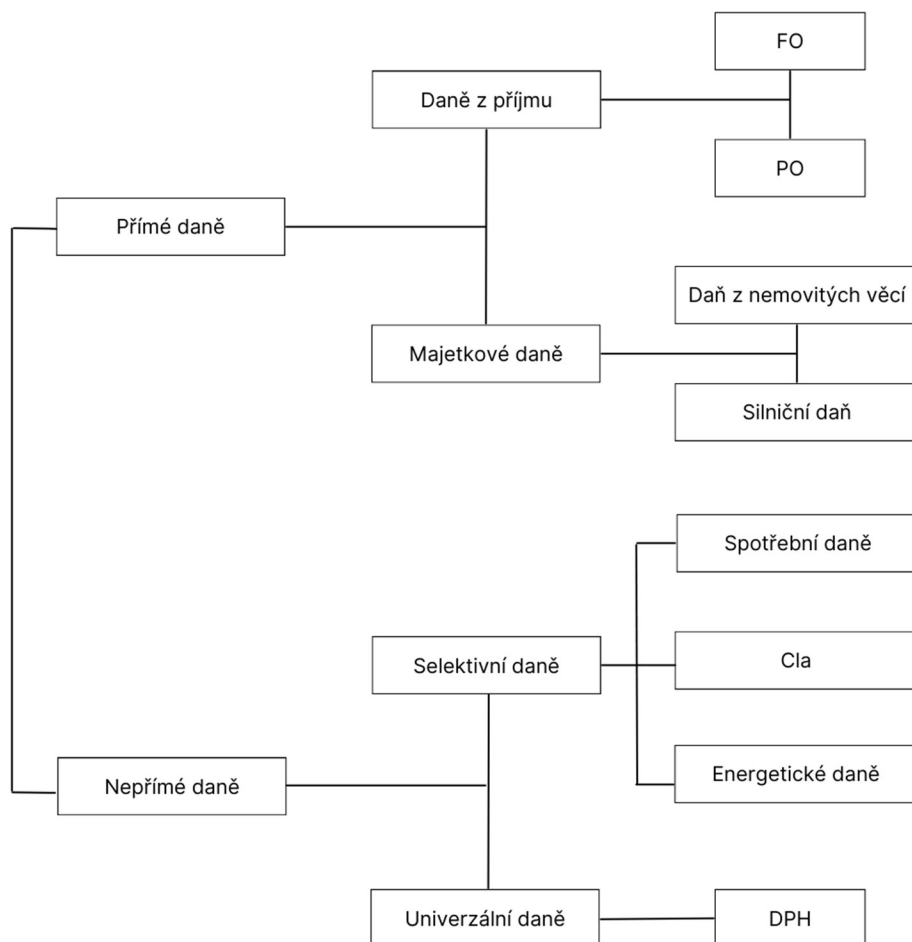 FO
Daně z příjmu
PO
Přímé daně
Daň z nemovitých věcí
Majetkové daně
Silniční daň
Spotřební daně
Selektivní daně
Cla
Energetické daně
Nepřímé daně
Univerzální daně
DPH